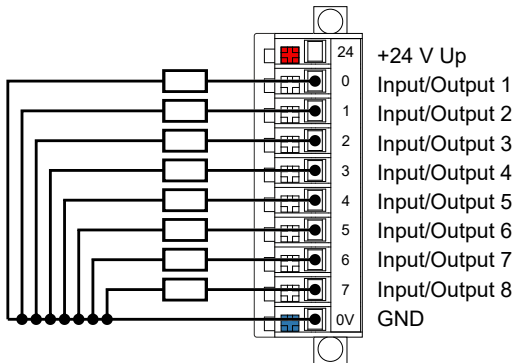 24 +24 V Up
0 Input/Output 1
1 Input/Output 2
2 Input/Output 3
3 Input/Output 4
4 Input/Output 5
5 Input/Output 6
6 Input/Output 7
7 Input/Output 8
0V GND